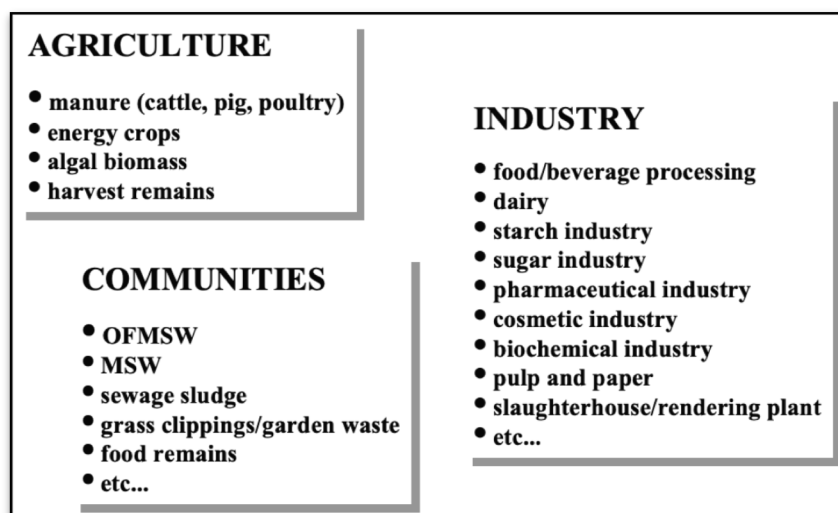 AGRICULTURE
• manure (cattle, pig, poultry)
• energy crops
• algal biomass
• harvest remains
COMMUNITIES
• OFMSW
• MSW
• sewage sludge
• grass clippings/garden waste
• food remains
• etc...
INDUSTRY
• food/beverage processing
• dairy
• starch industry
• sugar industry
• pharmaceutical industry
• cosmetic industry
• biochemical industry
• pulp and paper
• slaughterhouse/rendering plant
• etc...